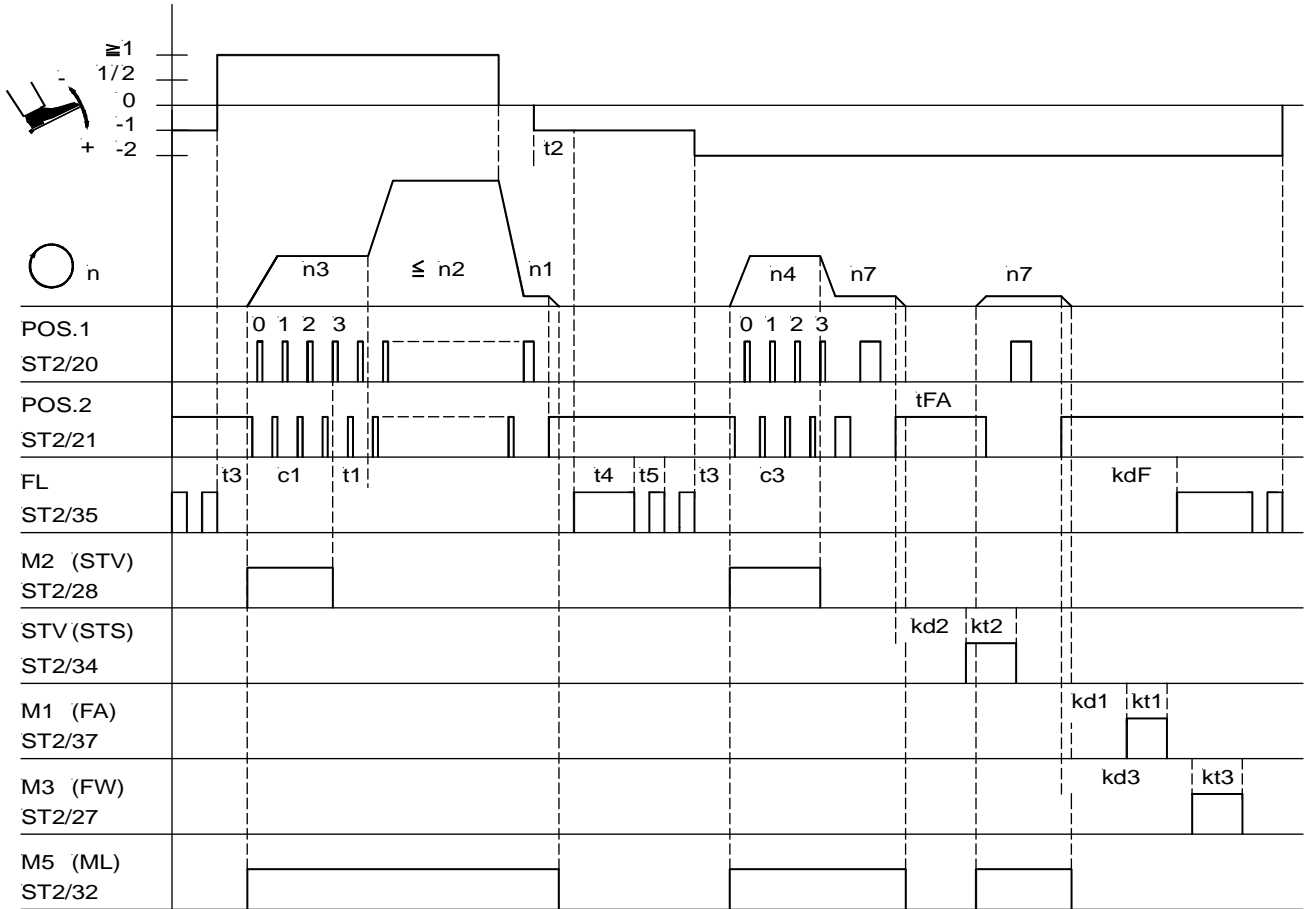 ≧1
1/2
-
0
-1
+ -2
t2
n
n3 ≦ n2 n1 n4 n7 n7
POS.1 0 1 2 3 0 1 2 3
ST2/20
POS.2 tFA
ST2/21
FL t3 c1 t1 t4 t5 t3 c3 kdF
ST2/35
M2 (STV)
ST2/28
STV (STS) kd2 kt2
ST2/34
M1 (FA) kd1 kt1
ST2/37
M3 (FW) kd3 kt3
ST2/27
M5 (ML)
ST2/32